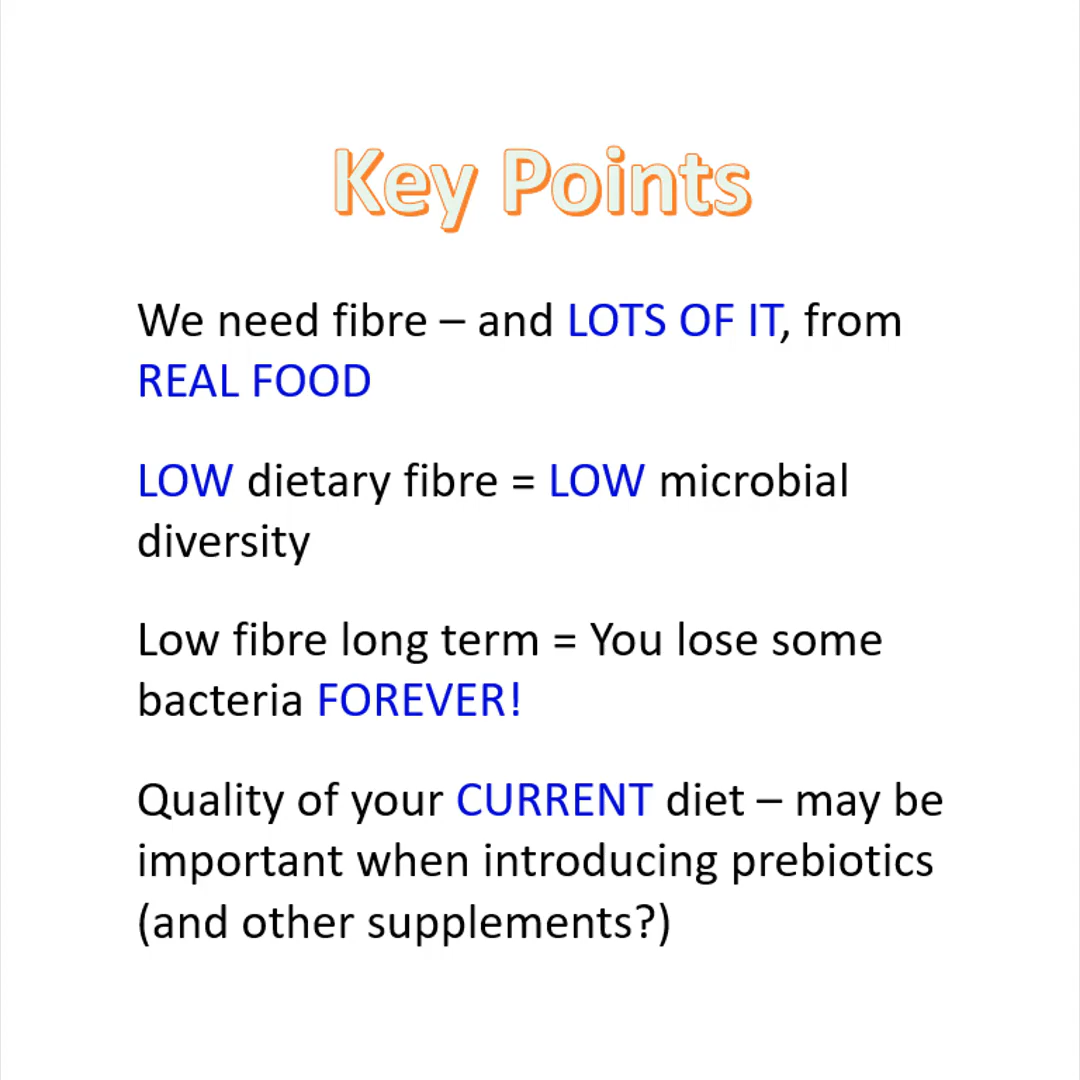 Key Points
We need fibre – and LOTS OF IT, from
REAL FOOD
LOW dietary fibre = LOW microbial
diversity
Low fibre long term = You lose some
bacteria FOREVER!
Quality of your CURRENT diet – may be
important when introducing prebiotics
(and other supplements?)